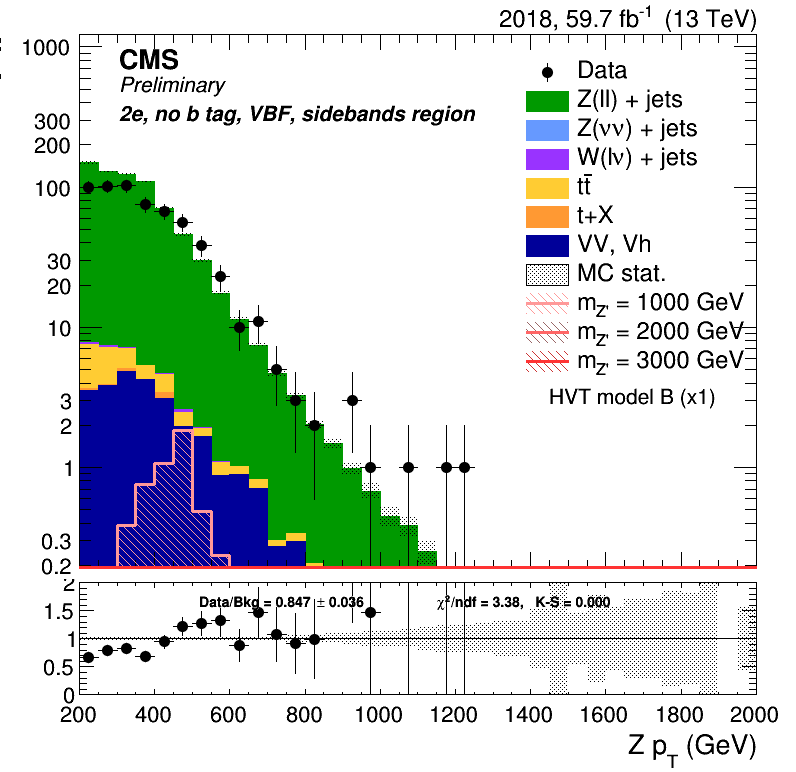 2018, 59.7 fb⁻¹ (13 TeV)
CMS
Preliminary
2e, no b tag, VBF, sidebands region
Data
Z(ll) + jets
Z(νν) + jets
W(lν) + jets
tt̄
t+X
VV, Vh
MC stat.
m_Z' = 1000 GeV
m_Z' = 2000 GeV
m_Z' = 3000 GeV
HVT model B (x1)
1000
300
200
100
30
20
10
3
2
1
0.3
0.2
Data/Bkg = 0.847 ± 0.036
χ²/ndf = 3.38, K-S = 0.000
2
1.5
1
0.5
0
200 400 600 800 1000 1200 1400 1600 1800 2000
Z p_T (GeV)